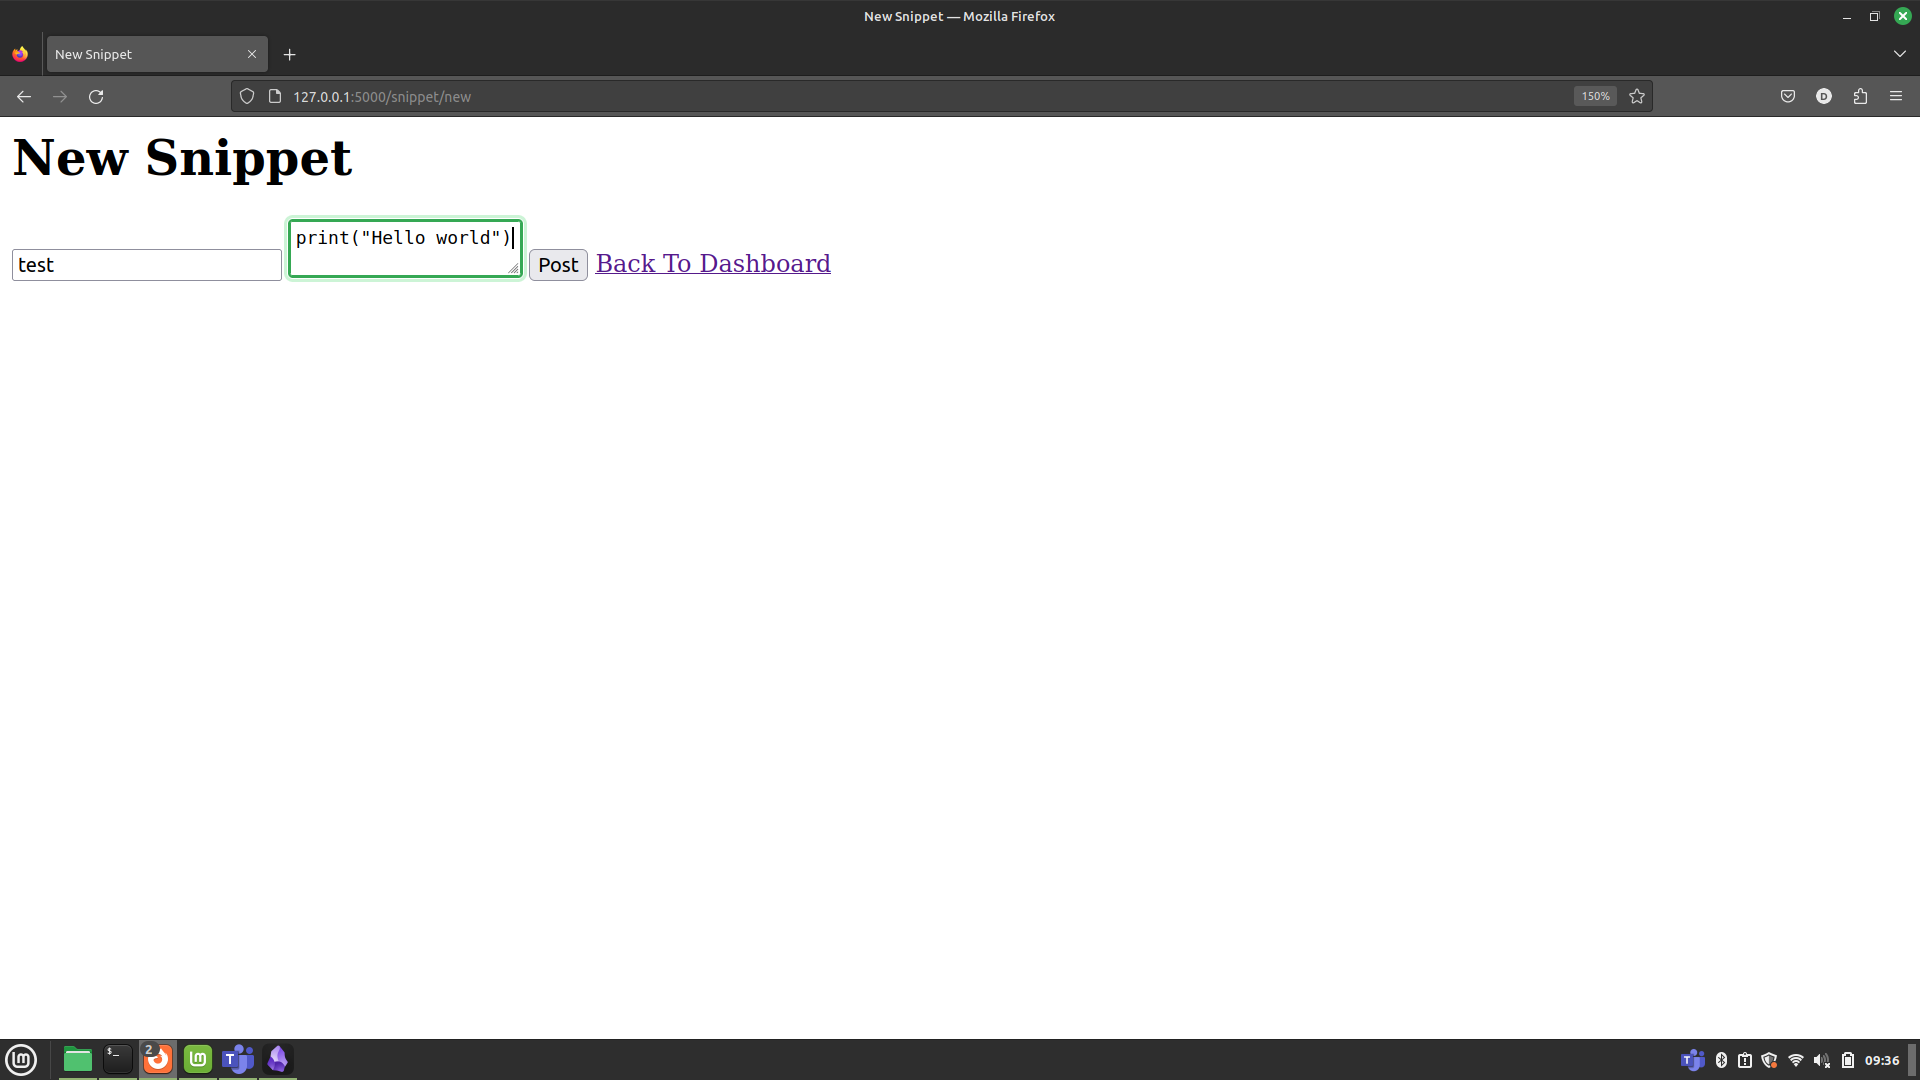 New Snippet — Mozilla Firefox
New Snippet
127.0.0.1:5000/snippet/new
150%
D
New Snippet
test
print("Hello world")
Post
Back To Dashboard
$_
2
T
T
09:36